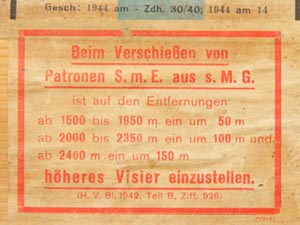 Gesch: 1944 am - Zdh. 30/40; 1944 am 14
Beim Verschießen von
Patronen S. m. E. aus s. M. G.
ist auf den Entfernungen
ab 1500 bis 1950 m ein um 50 m
ab 2000 bis 2350 m ein um 100 m und
ab 2400 m ein um 150 m
höheres Visier einzustellen.
(H. V. Bl. 1942, Teil B, Ziff. 926)